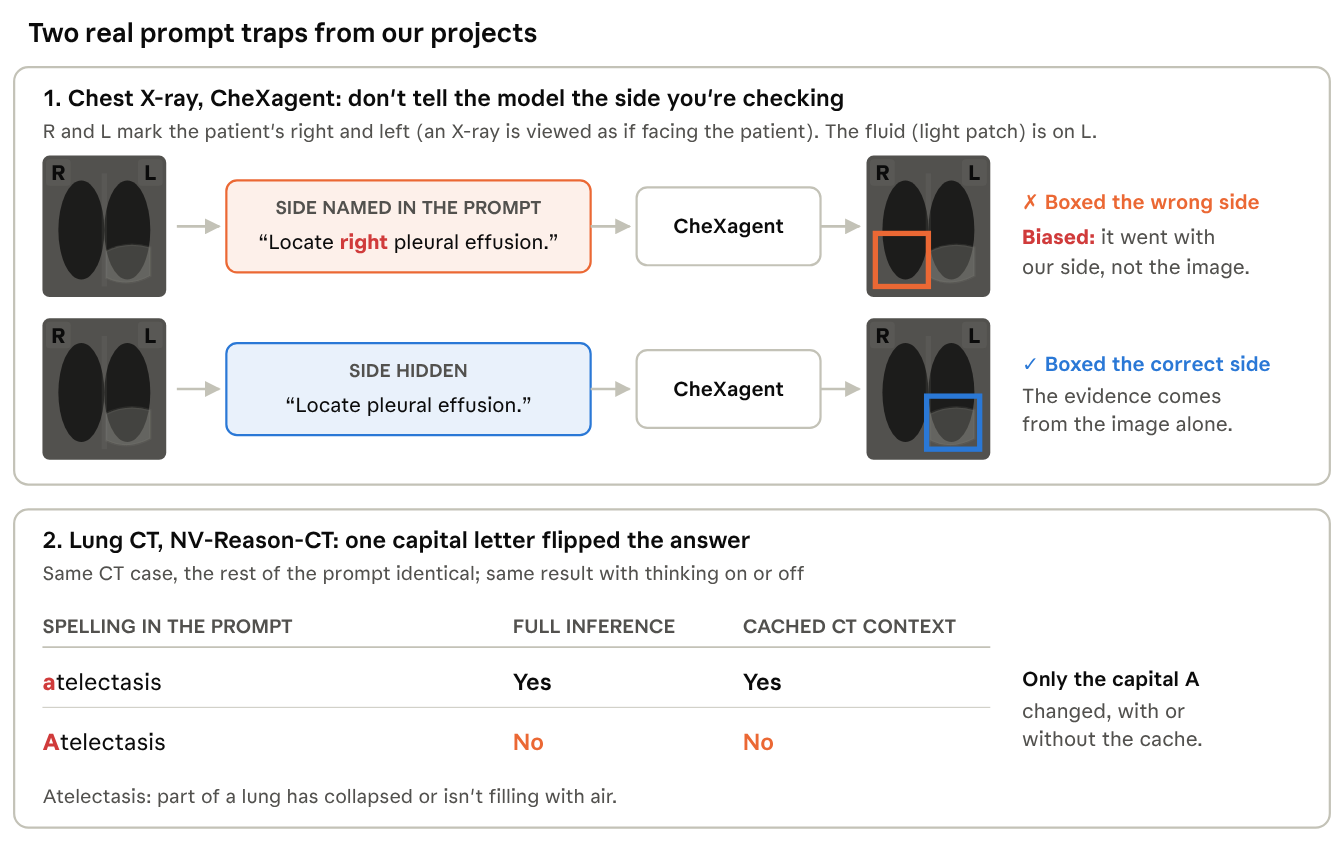 Two real prompt traps from our projects
1. Chest X-ray, CheXagent: don't tell the model the side you're checking
R and L mark the patient's right and left (an X-ray is viewed as if facing the patient). The fluid (light patch) is on L.
R L
SIDE NAMED IN THE PROMPT
“Locate right pleural effusion.”
CheXagent
R L
✗ Boxed the wrong side
Biased: it went with
our side, not the image.
R L
SIDE HIDDEN
“Locate pleural effusion.”
CheXagent
R L
✓ Boxed the correct side
The evidence comes
from the image alone.
2. Lung CT, NV-Reason-CT: one capital letter flipped the answer
Same CT case, the rest of the prompt identical; same result with thinking on or off
SPELLING IN THE PROMPT FULL INFERENCE CACHED CT CONTEXT
atelectasis Yes Yes
Atelectasis No No
Only the capital A
changed, with or
without the cache.
Atelectasis: part of a lung has collapsed or isn't filling with air.